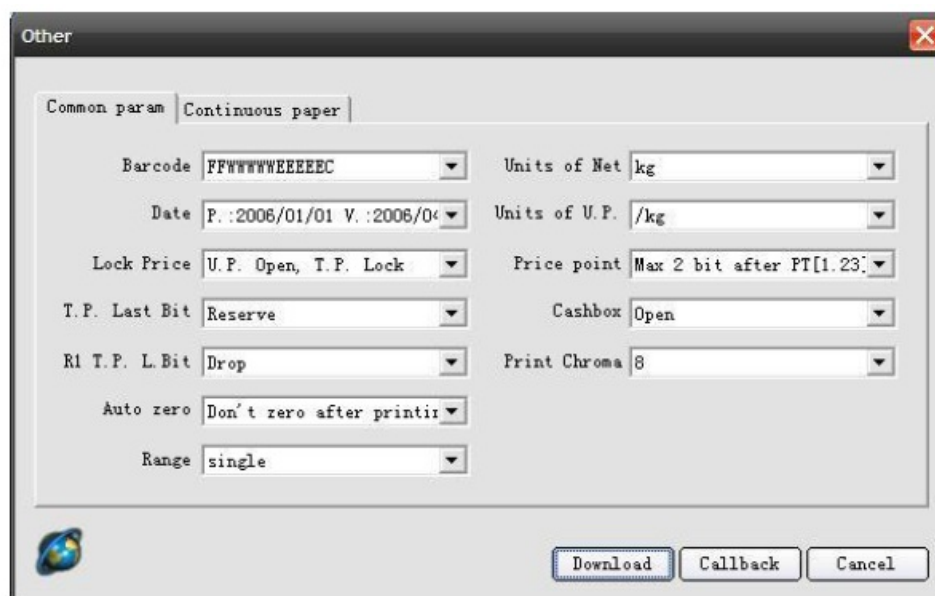 Other
Common param Continuous paper
Barcode FFWWWWWEEEEEC Units of Net kg
Date P. :2006/01/01 V. :2006/04 Units of U.P. /kg
Lock Price U.P. Open, T.P. Lock Price point Max 2 bit after PT[1.23]
T.P. Last Bit Reserve Cashbox Open
R1 T.P. L.Bit Drop Print Chroma 8
Auto zero Don't zero after printin
Range single
Download Callback Cancel